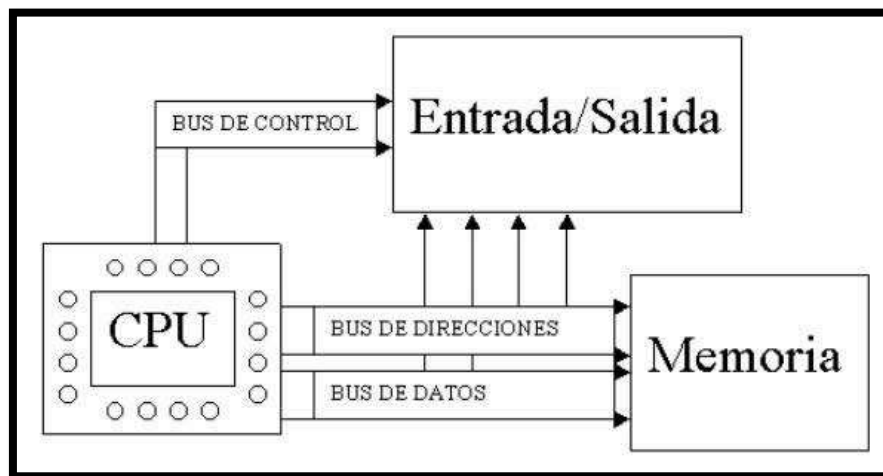 Entrada/Salida
BUS DE CONTROL
CPU
BUS DE DIRECCIONES
Memoria
BUS DE DATOS